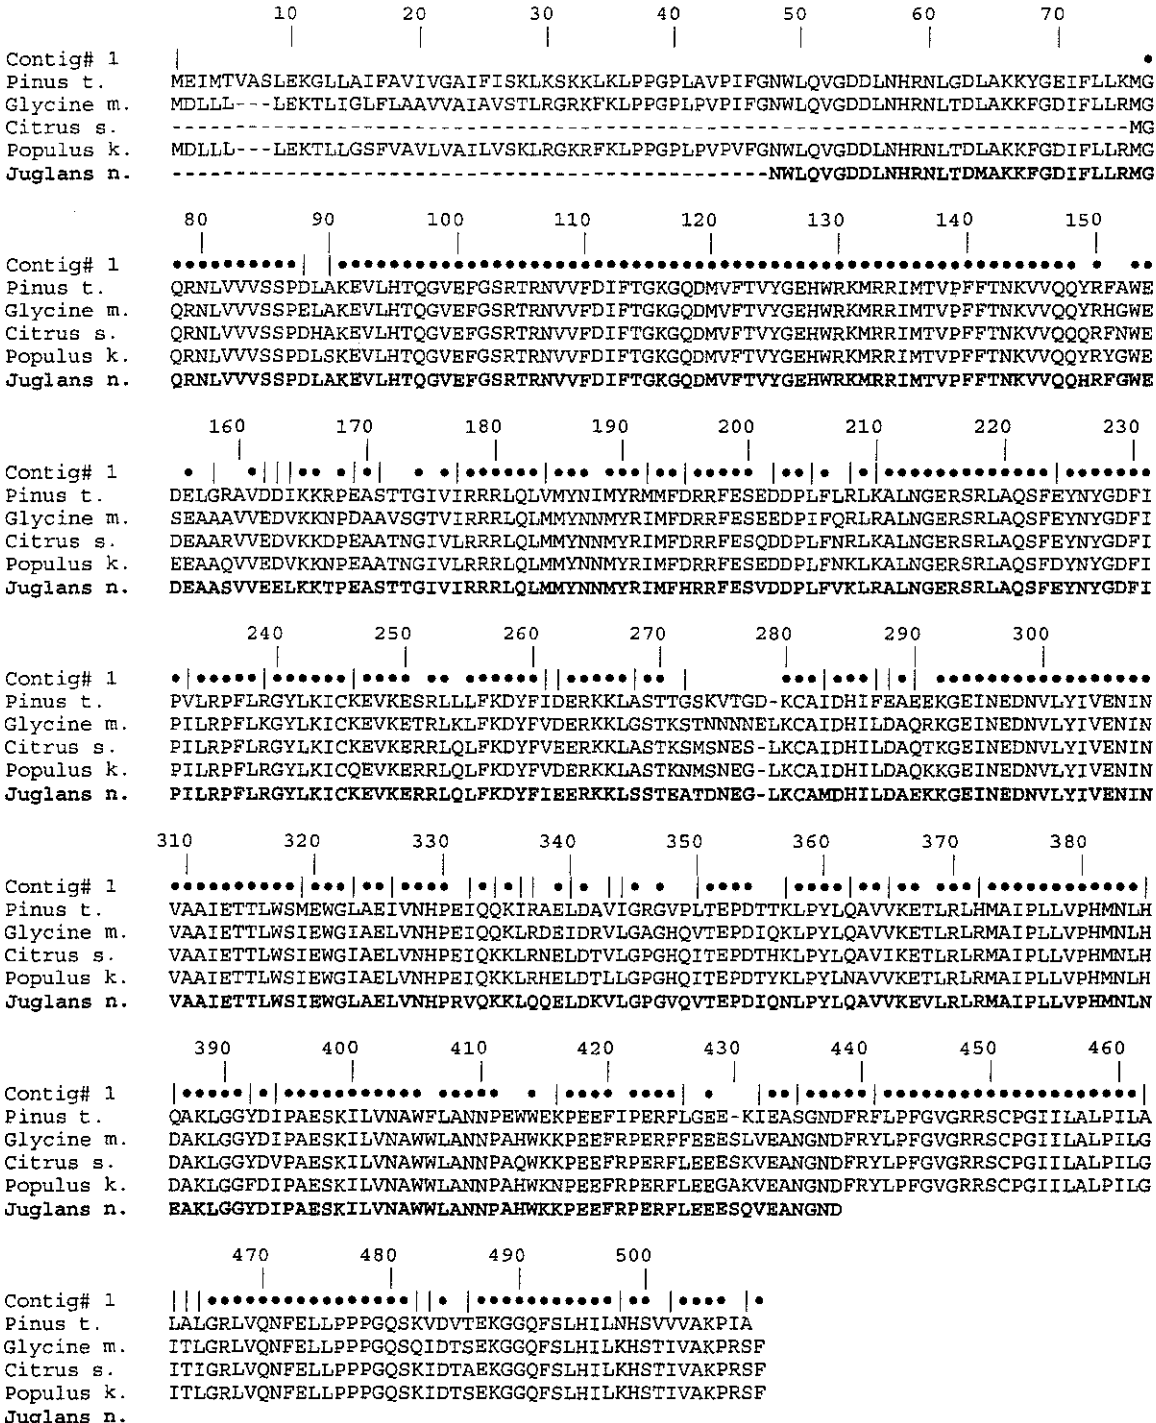 10 20 30 40 50 60 70
Contig# 1 | •
Pinus t. MEIMTVASLEKGLLAIFAVIVGAIFISKLKSKKLKLPPGPLAVPIFGNWLQVGDDLNHRNLGDLAKKYGEIFLLKMG
Glycine m. MDLLL---LEKTLIGLFLAAVVAIAVSTLRGRKFKLPPGPLPVPIFGNWLQVGDDLNHRNLTDLAKKFGDIFLLRMG
Citrus s. ---------------------------------------------------------------------------MG
Populus k. MDLLL---LEKTLLGSFVAVLVAILVSKLRGKRFKLPPGPLPVPVFGNWLQVGDDLNHRNLTDLAKKFGDIFLLRMG
Juglans n. -----------------------------------------------NWLQVGDDLNHRNLTDMAKKFGDIFLLRMG
80 90 100 110 120 130 140 150
Contig# 1 ••••••••••| |•••••••••••••••••••••••••••••••••••••••••••••••••••••••••• | ••
Pinus t. QRNLVVVSSPDLAKEVLHTQGVEFGSRTRNVVFDIFTGKGQDMVFTVYGEHWRKMRRIMTVPFFTNKVVQQYRFAWE
Glycine m. QRNLVVVSSPELAKEVLHTQGVEFGSRTRNVVFDIFTGKGQDMVFTVYGEHWRKMRRIMTVPFFTNKVVQQYRHGWE
Citrus s. QRNLVVVSSPDHAKEVLHTQGVEFGSRTRNVVFDIFTGKGQDMVFTVYGEHWRKMRRIMTVPFFTNKVVQQQRFNWE
Populus k. QRNLVVVSSPDLSKEVLHTQGVEFGSRTRNVVFDIFTGKGQDMVFTVYGEHWRKMRRIMTVPFFTNKVVQQYRYGWE
Juglans n. QRNLVVVSSPDLAKEVLHTQGVEFGSRTRNVVFDIFTGKGQDMVFTVYGEHWRKMRRIMTVPFFTNKVVQQHRFGWE
160 170 180 190 200 210 220 230
Contig# 1 • | •||| •• •|•| • •|••••••|•••• |••|•••••• |••|• •| |•••••••••••••|•••••••
Pinus t. DELGRAVDDIKKRPEASTTGIVIRRRLQLVMYNIMYRMMFDRRFESEDDPLFLRLKALNGERSRLAQSFEYNYGDFI
Glycine m. SEAAAVVEDVKKNPDAAVSGTVIRRRLQLMMYNNMYRIMFDRRFESEEDPIFQRLRALNGERSRLAQSFEYNYGDFI
Citrus s. DEAARVVEDVKKDPEAATNGIVLRRRLQLMMYNNMYRIMFDRRFESQDDPLFNRLKALNGERSRLAQSFEYNYGDFI
Populus k. EEAAQVVEDVKKNPEAATNGIVLRRRLQLMMYNNMYRIMFDRRFESEDDPLFNKLKALNGERSRLAQSFDYNYGDFI
Juglans n. DEAASVVEELKKTPEASTTGIVIRRRLQLMMYNNMYRIMFHRRFESVDDPLFVKLRALNGERSRLAQSFEYNYGDFI
240 250 260 270 280 290 300
Contig# 1 •|•••••|••••••|•••••• •• ••••••||•••••|•• | •••|•••||•| •••••••••••••••••
Pinus t. PVLRPFLRGYLKICKEVKESRLLLFKDYFIDERKKLASTTGSKVTGD-KCAIDHIFEAEEKGEINEDNVLYIVENIN
Glycine m. PILRPFLKGYLKICKEVKETRLKLFKDYFVDERKKLGSTKSTNNNNELKCAIDHILDAQRKGEINEDNVLYIVENIN
Citrus s. PILRPFLRGYLKICKEVKERRLQLFKDYFVEERKKLASTKSMSNES-LKCAIDHILDAQTKGEINEDNVLYIVENIN
Populus k. PILRPFLRGYLKICQEVKERRLQLFKDYFVDERKKLASTKNMSNEG-LKCAIDHILDAQKKGEINEDNVLYIVENIN
Juglans n. PILRPFLRGYLKICKEVKERRLQLFKDYFIEERKKLSSTEATDNEG-LKCAMDHILDAEKKGEINEDNVLYIVENIN
310 320 330 340 350 360 370 380
Contig# 1 ••••••••••|•••|••|••••|•|•|| •|• || • • |•••• |••••|•|•• ••••|••••••••••••|
Pinus t. VAAIETTLWSMEWGLAEIVNHPEIQQKIRAELDAVIGRGVPLTEPDTTKLPYLQAVVKETLRLHMAIPLLVPHMNLH
Glycine m. VAAIETTLWSIEWGIAELVNHPEIQQKLRDEIDRVLGAGHQVTEPDIQKLPYLQAVVKETLRLRMAIPLLVPHMNLH
Citrus s. VAAIETTLWSIEWGIAELVNHPEIQKKLRNELDTVLGPGHQITEPDTHKLPYLQAVIKETLRLRMAIPLLVPHMNLH
Populus k. VAAIETTLWSIEWGIAELVNHPEIQKKLRHELDTLLGPGHQITEPDTYKLPYLNAVVKETLRLRMAIPLLVPHMNLH
Juglans n. VAAIETTLWSIEWGLAELVNHPRVQKKLQQELDKVLGPGVQVTEPDIQNLPYLQAVVKEVLRLRMAIPLLVPHMNLN
390 400 410 420 430 440 450 460
Contig# 1 |•••••|•|••••••••••• ••••••• • |••••|••••| • |••|•••••|••••••••••••••••••••|
Pinus t. QAKLGGYDIPAESKILVNAWFLANNPEWWEKPEEFIPERFLGEE-KIEASGNDFRFLPFGVGRRSCPGIILALPILA
Glycine m. DAKLGGYDIPAESKILVNAWWLANNPAHWKKPEEFRPERFFEEESLVEANGNDFRYLPFGVGRRSCPGIILALPILG
Citrus s. DAKLGGYDVPAESKILVNAWWLANNPAQWKKPEEFRPERFLEEESKVEANGNDFRYLPFGVGRRSCPGIILALPILG
Populus k. DAKLGGFDIPAESKILVNAWWLANNPAHWKNPEEFRPERFLEEGAKVEANGNDFRYLPFGVGRRSCPGIILALPILG
Juglans n. EAKLGGYDIPAESKILVNAWWLANNPAHWKKPEEFRPERFLEEESQVEANGND
470 480 490 500
Contig# 1 |||••••••••••••••••||• |•••••••••••|•• |••••|•
Pinus t. LALGRLVQNFELLPPPGQSKVDVTEKGGQFSLHILNHSVVVAKPIA
Glycine m. ITLGRLVQNFELLPPPGQSQIDTSEKGGQFSLHILKHSTIVAKPRSF
Citrus s. ITIGRLVQNFELLPPPGQSKIDTAEKGGQFSLHILKHSTIVAKPRSF
Populus k. ITLGRLVQNFELLPPPGQSKIDTSEKGGQFSLHILKHSTIVAKPRSF
Juglans n.